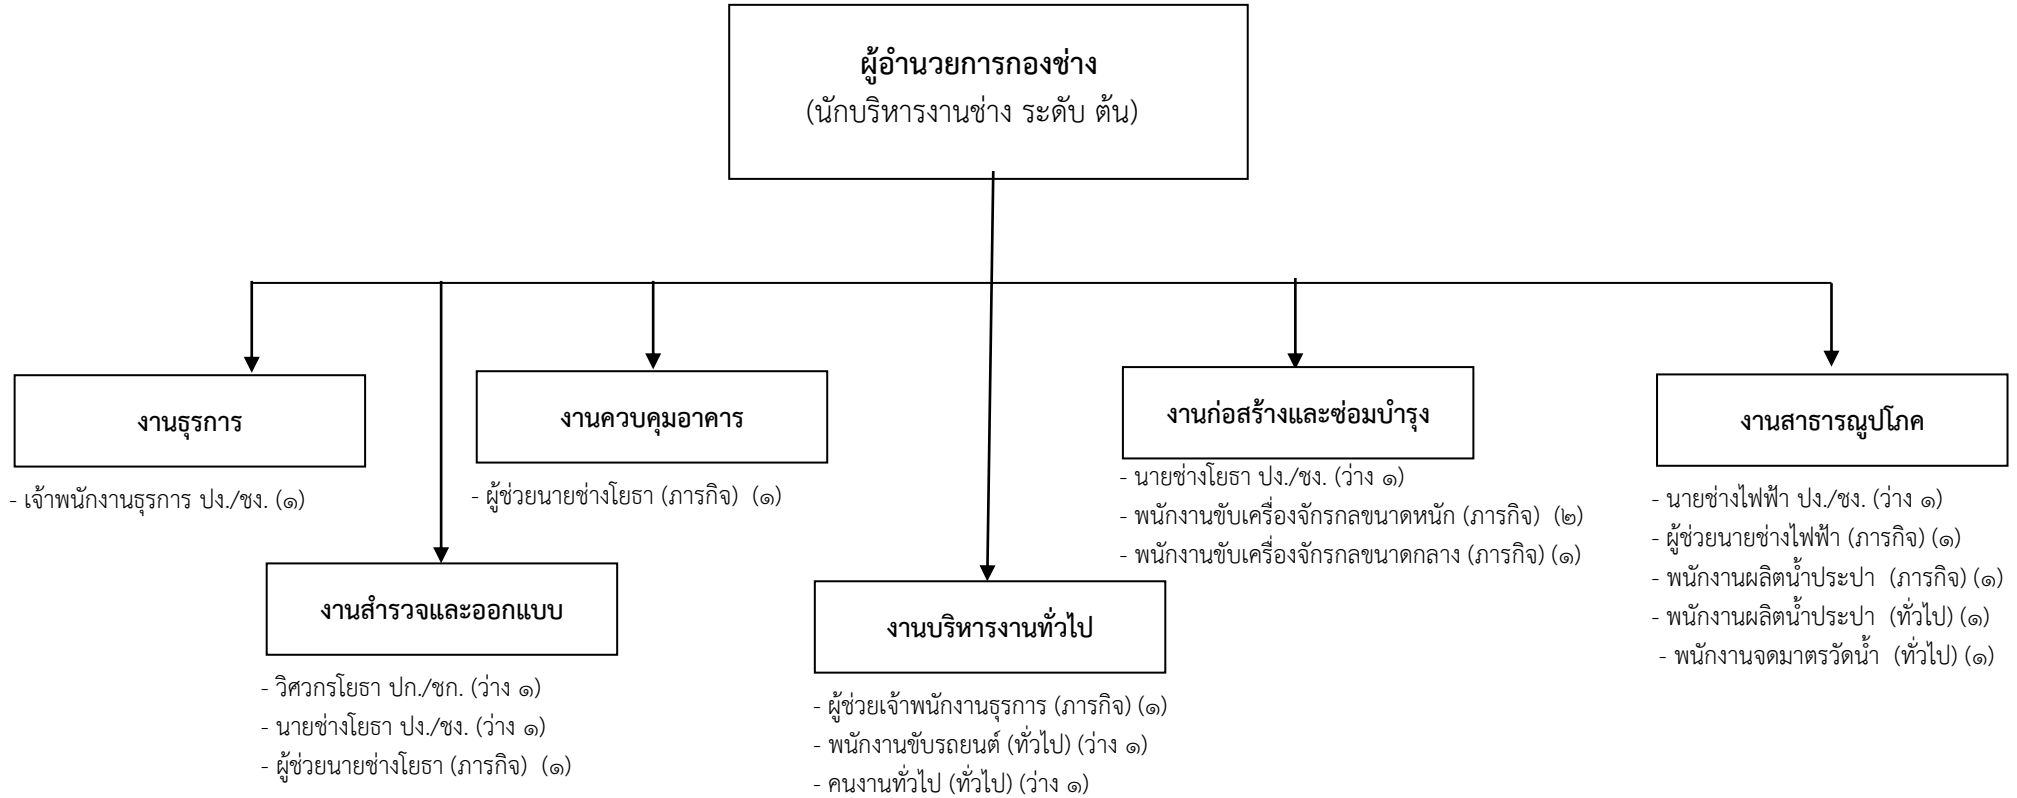 ผู้อำนวยการกองช่าง
(นักบริหารงานช่าง ระดับ ต้น)
งานธุรการ
- เจ้าพนักงานธุรการ ปง./ชง. (๑)
งานสำรวจและออกแบบ
- วิศวกรโยธา ปก./ชก. (ว่าง ๑)
- นายช่างโยธา ปง./ชง. (ว่าง ๑)
- ผู้ช่วยนายช่างโยธา (ภารกิจ) (๑)
งานควบคุมอาคาร
- ผู้ช่วยนายช่างโยธา (ภารกิจ) (๑)
งานบริหารงานทั่วไป
- ผู้ช่วยเจ้าพนักงานธุรการ (ภารกิจ) (๑)
- พนักงานขับรถยนต์ (ทั่วไป) (ว่าง ๑)
- คนงานทั่วไป (ทั่วไป) (ว่าง ๑)
งานก่อสร้างและซ่อมบำรุง
- นายช่างโยธา ปง./ชง. (ว่าง ๑)
- พนักงานขับเครื่องจักรกลขนาดหนัก (ภารกิจ) (๒)
- พนักงานขับเครื่องจักรกลขนาดกลาง (ภารกิจ) (๑)
งานสาธารณูปโภค
- นายช่างไฟฟ้า ปง./ชง. (ว่าง ๑)
- ผู้ช่วยนายช่างไฟฟ้า (ภารกิจ) (๑)
- พนักงานผลิตน้ำประปา (ภารกิจ) (๑)
- พนักงานผลิตน้ำประปา (ทั่วไป) (๑)
- พนักงานจดมาตรวัดน้ำ (ทั่วไป) (๑)